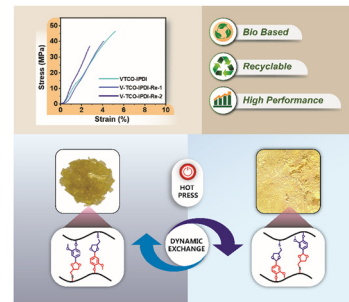 50
40
30
20
10
0
Stress (MPa)
0 2 4 6 8 10
Strain (%)
VTCO-IPDI
V-TCO-IPDI-Re-1
V-TCO-IPDI-Re-2
Bio Based
Recyclable
High Performance
HOT
PRESS
DYNAMIC
EXCHANGE